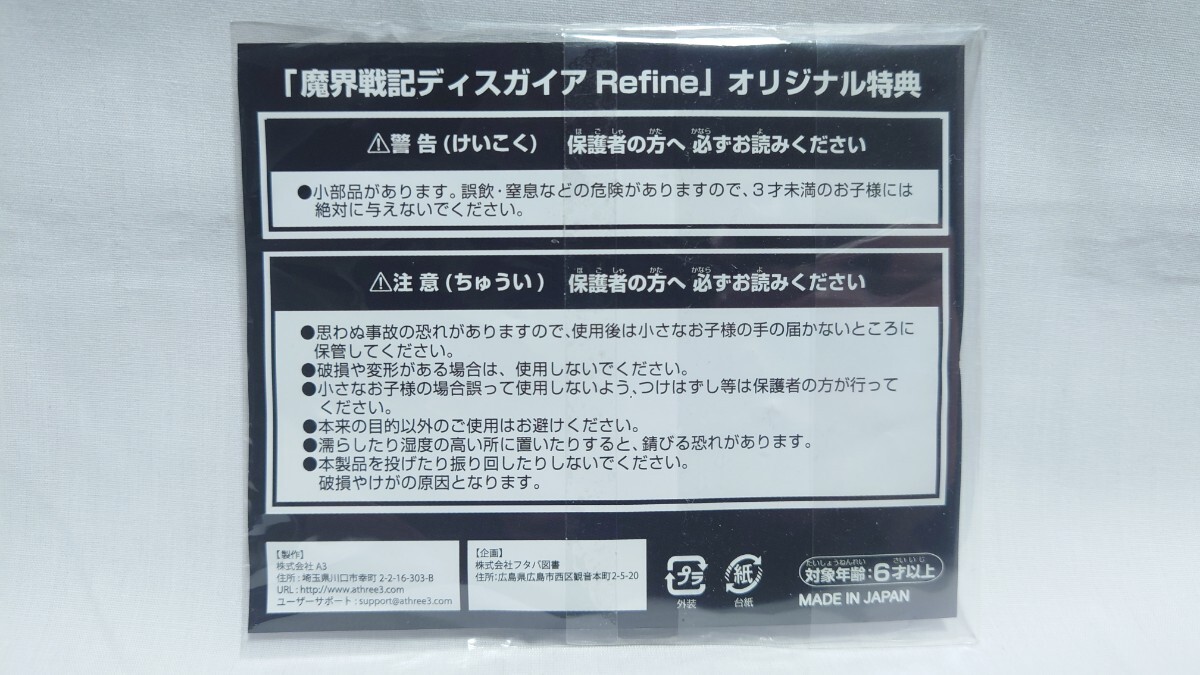 「魔界戦記ディスガイア Refine」オリジナル特典
⚠警 告 (けいこく) 保護者の方へ 必ずお読みください
●小部品があります。誤飲・窒息などの危険がありますので、3才未満のお子様には
絶対に与えないでください。
⚠注 意 (ちゅうい) 保護者の方へ 必ずお読みください
●思わぬ事故の恐れがありますので、使用後は小さなお子様の手の届かないところに
保管してください。
●破損や変形がある場合は、使用しないでください。
●小さなお子様の場合誤って使用しないよう、つけはずし等は保護者の方が行って
ください。
●本来の目的以外のご使用はお避けください。
●濡らしたり湿度の高い所に置いたりすると、錆びる恐れがあります。
●本製品を投げたり振り回したりしないでください。
破損やけがの原因となります。
【製作】
株式会社 A3
住所 : 埼玉県川口市幸町 2-2-16-303-B
URL : http://www.athree3.com
ユーザーサポート : support@athree3.com
【企画】
株式会社フタバ図書
住所:広島県広島市西区観音本町2-5-20
プラ
外装
紙
台紙
対象年齢:6才以上
MADE IN JAPAN